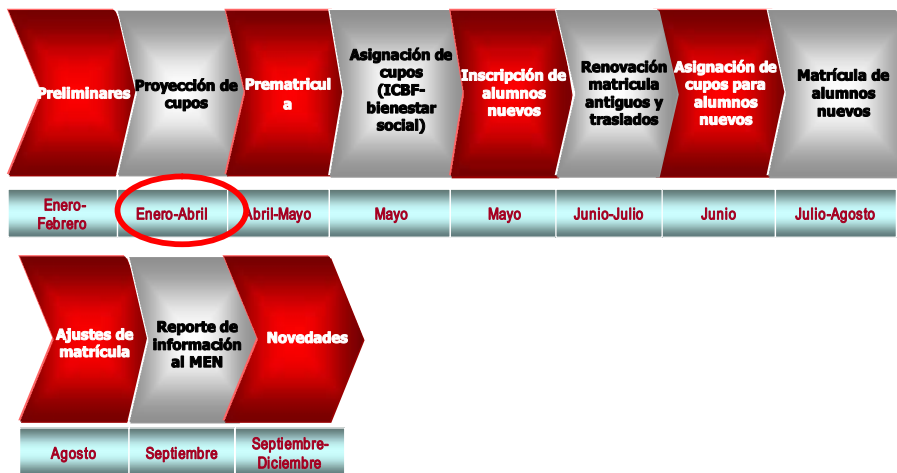 Preliminares
Proyección de
cupos
Prematricul
a
Asignación de
cupos
(ICBF-
bienestar
social)
Inscripción de
alumnos
nuevos
Renovación
matricula
antiguos y
traslados
Asignación de
cupos para
alumnos
nuevos
Matrícula de
alumnos
nuevos
Enero-
Febrero
Enero-Abril
Abril-Mayo
Mayo
Mayo
Junio-Julio
Junio
Julio-Agosto
Ajustes de
matrícula
Reporte de
información
al MEN
Novedades
Agosto
Septiembre
Septiembre-
Diciembre